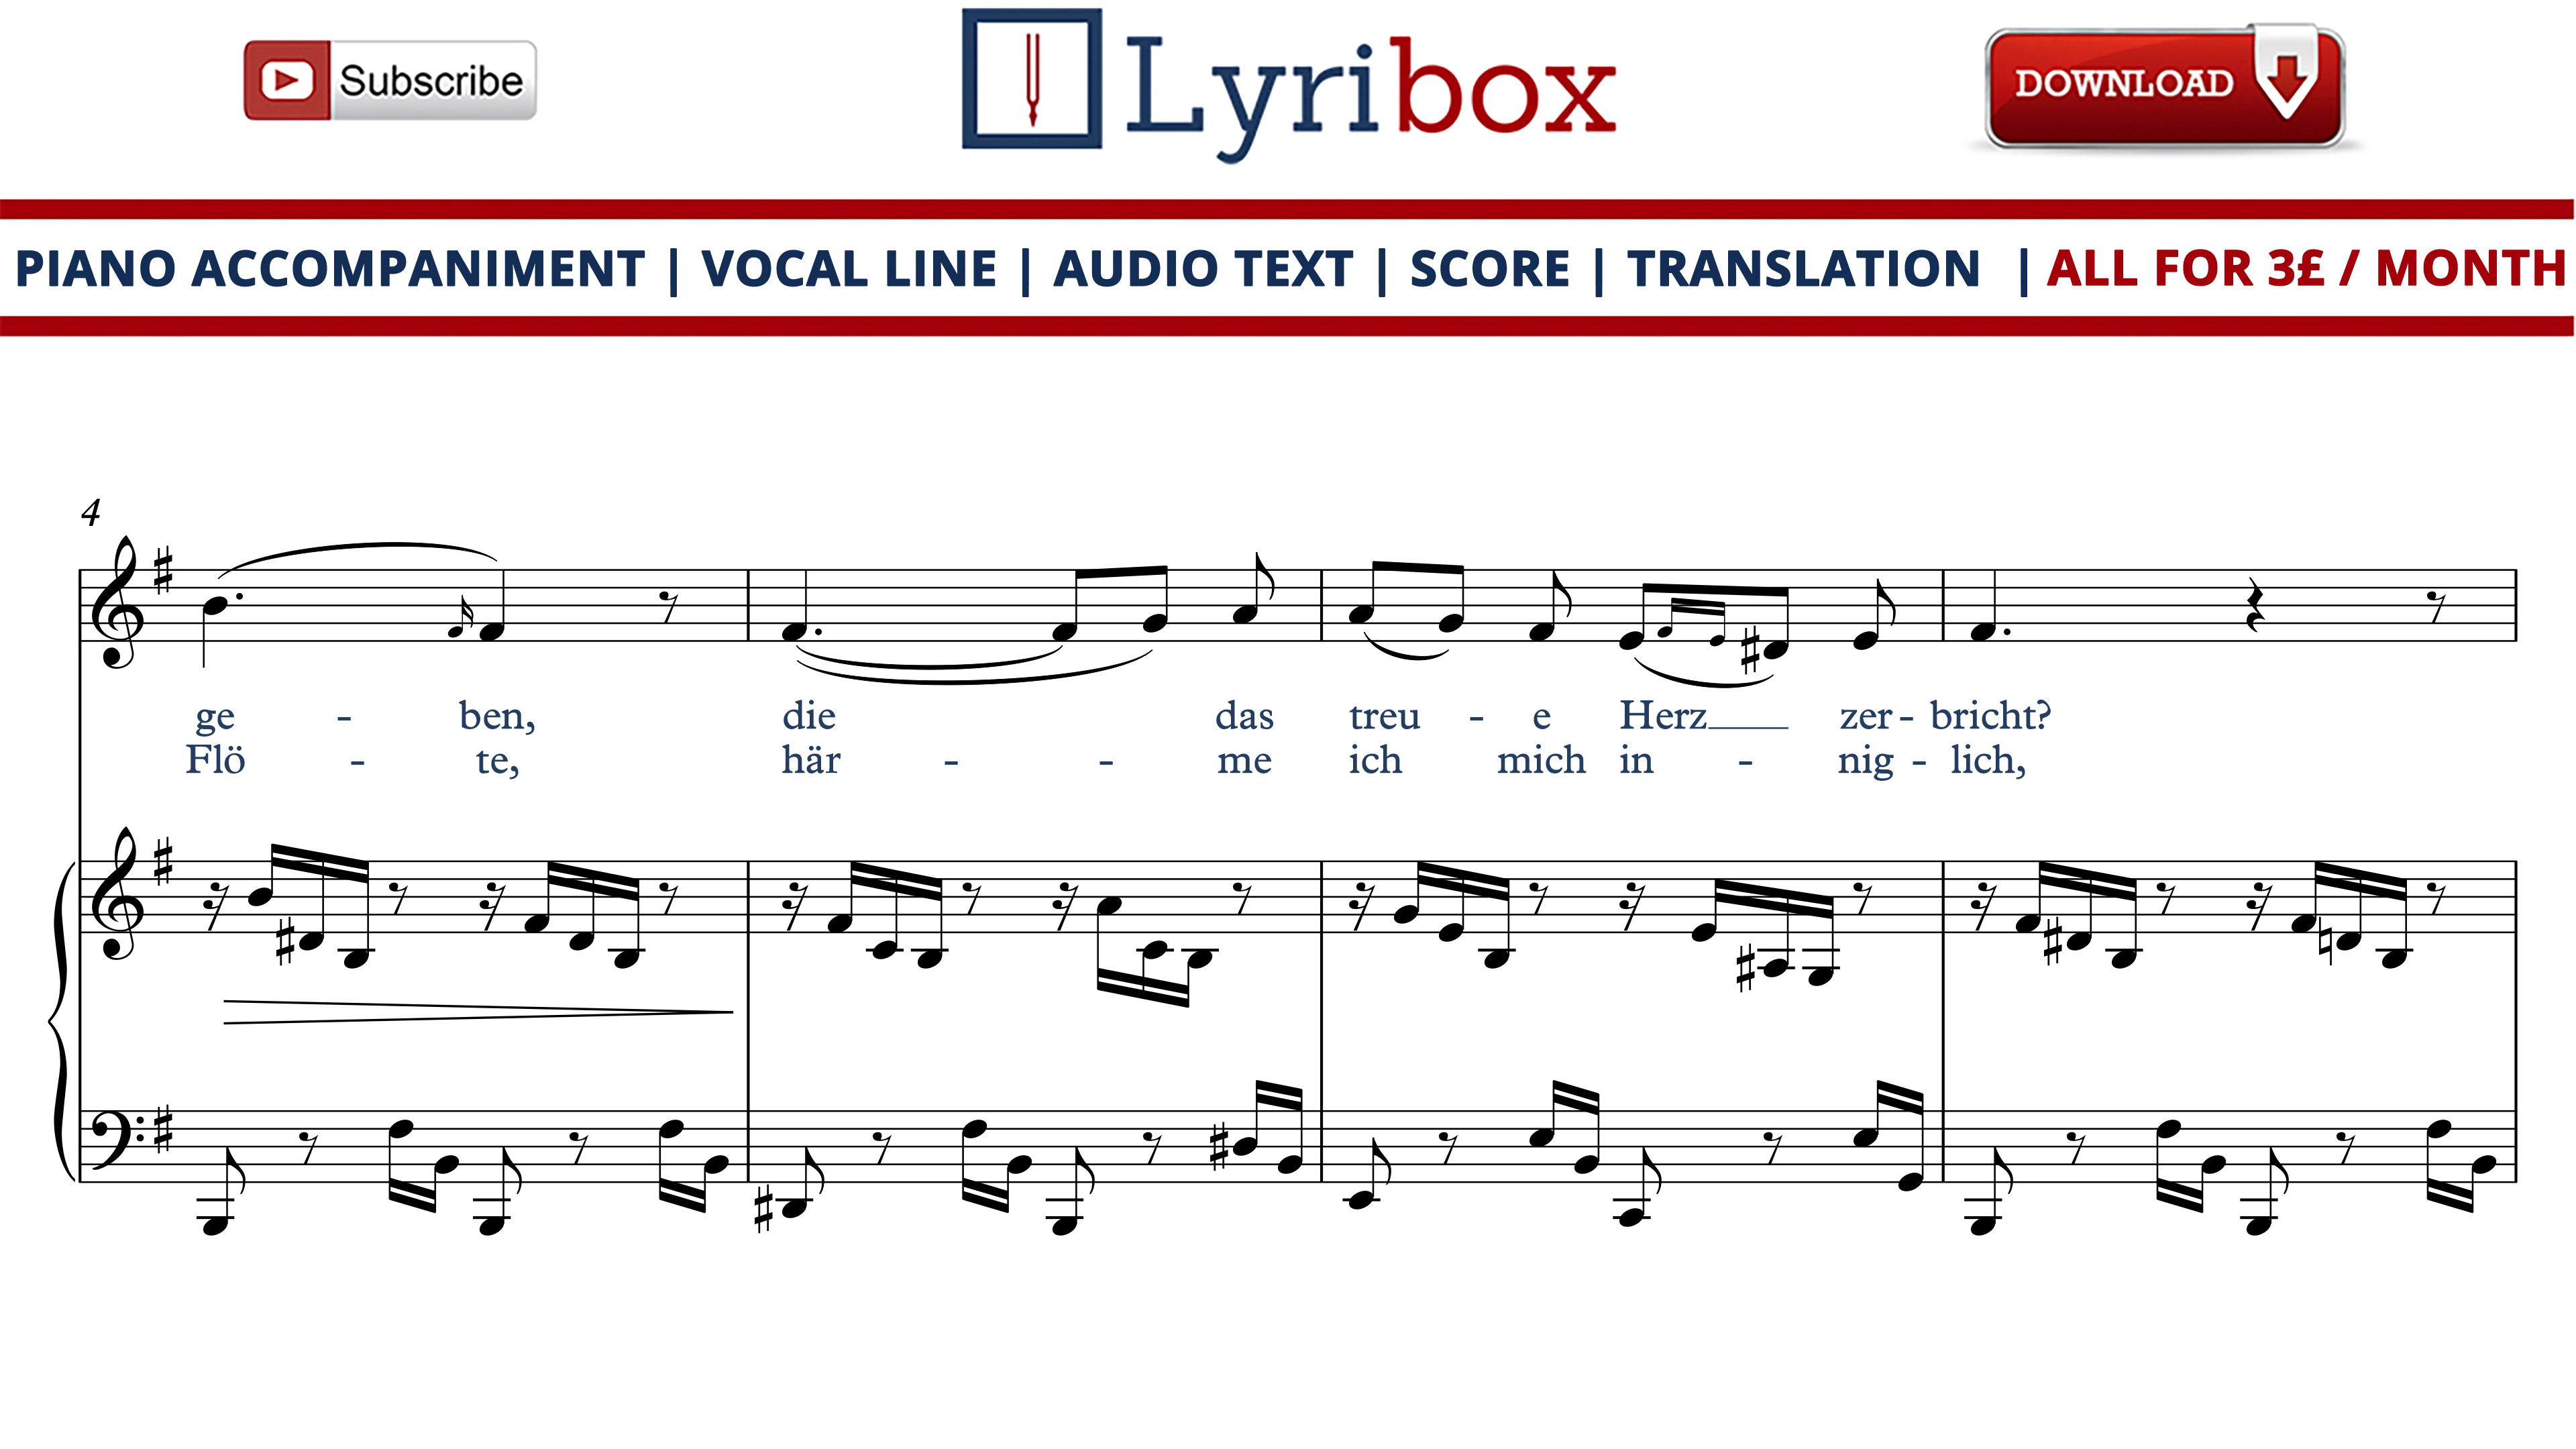 Subscribe
Lyribox
DOWNLOAD
PIANO ACCOMPANIMENT | VOCAL LINE | AUDIO TEXT | SCORE | TRANSLATION | ALL FOR 3£ / MONTH
4
ge - ben, die das treu - e Herz zer - bricht?
Flö - te, här - - me ich mich in - nig - lich,